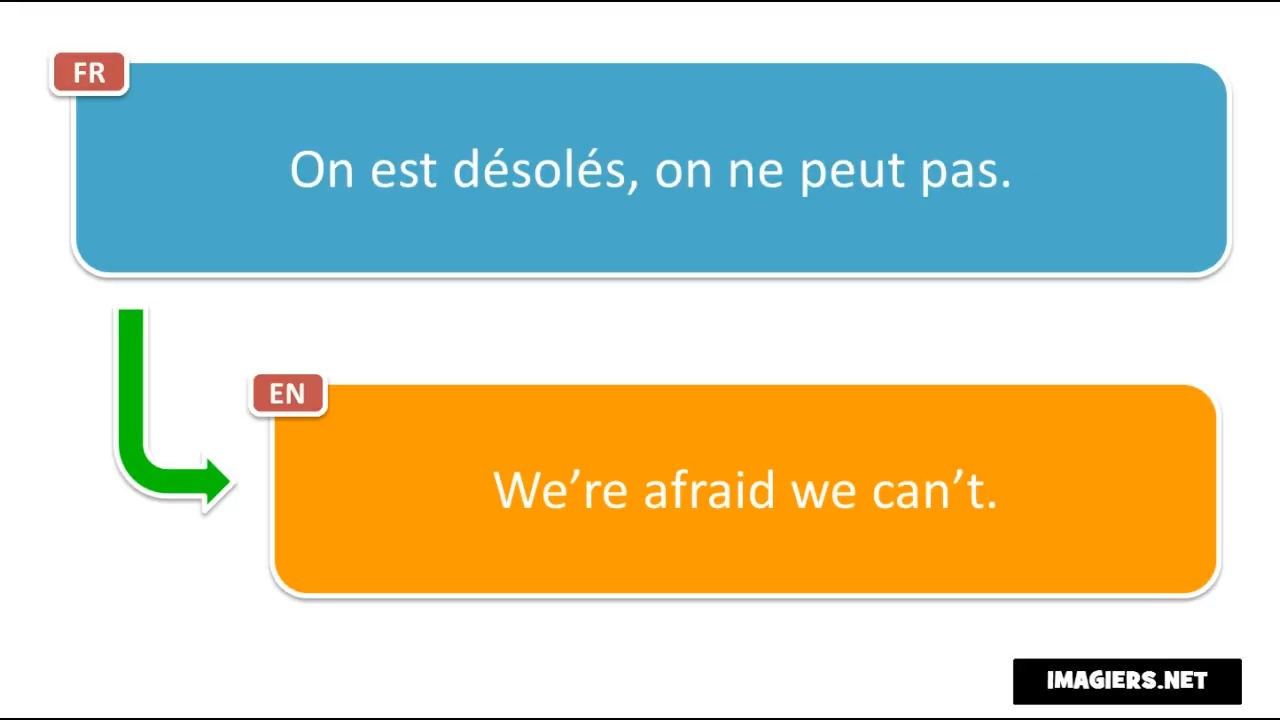 FR
On est désolés, on ne peut pas.
EN
We’re afraid we can’t.
IMAGIERS.NET